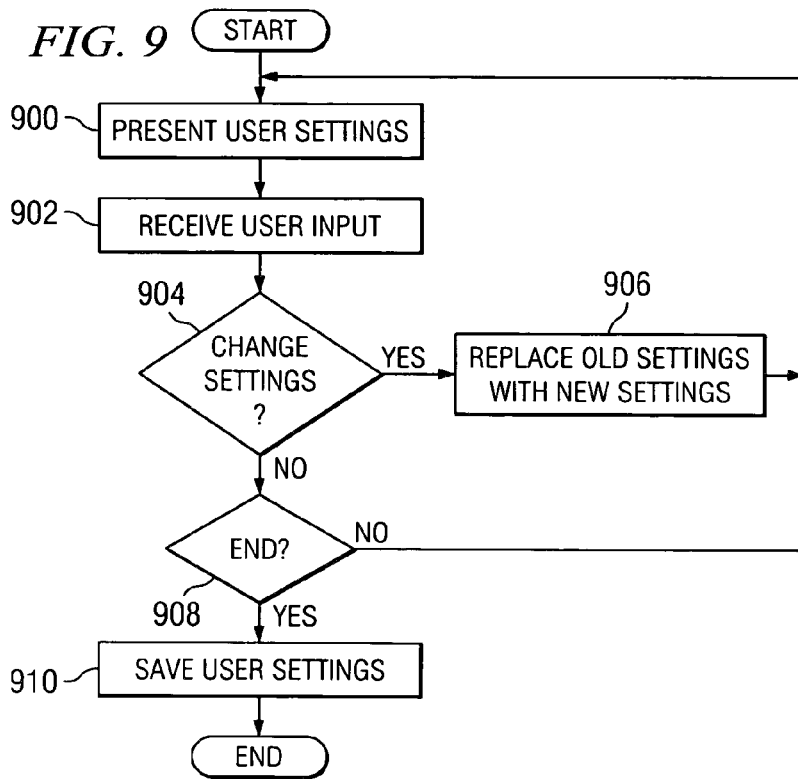 FIG. 9
START
900
PRESENT USER SETTINGS
902
RECEIVE USER INPUT
904
CHANGE
SETTINGS
?
YES
906
REPLACE OLD SETTINGS
WITH NEW SETTINGS
NO
END?
NO
908
YES
910
SAVE USER SETTINGS
END